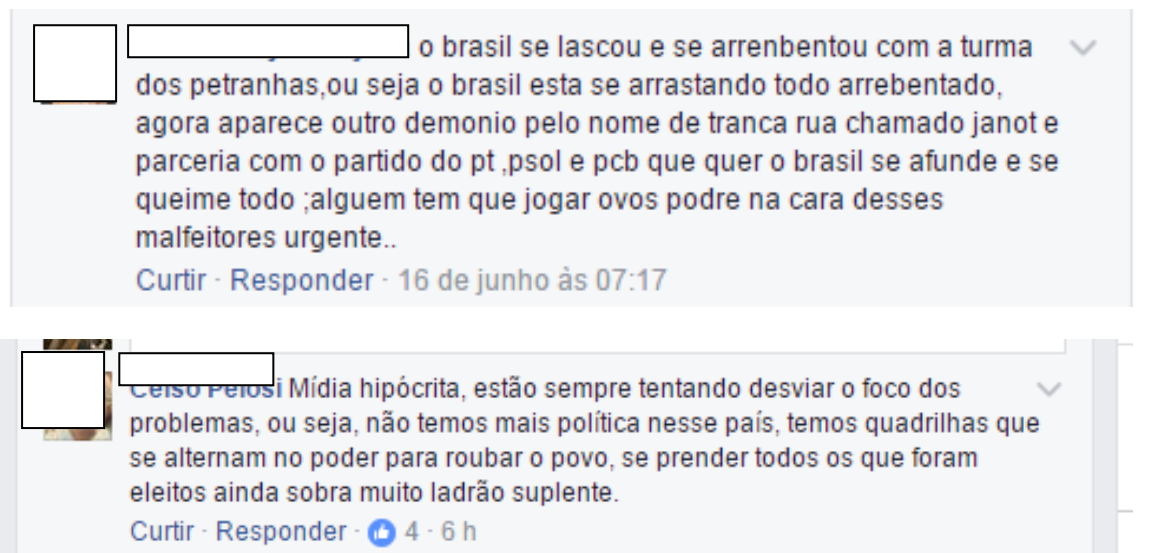 o brasil se lascou e se arrenbentou com a turma
dos petranhas,ou seja o brasil esta se arrastando todo arrebentado,
agora aparece outro demonio pelo nome de tranca rua chamado janot e
parceria com o partido do pt ,psol e pcb que quer o brasil se afunde e se
queime todo ;alguem tem que jogar ovos podre na cara desses
malfeitores urgente..
Curtir · Responder · 16 de junho às 07:17
Celso Pelosi Mídia hipócrita, estão sempre tentando desviar o foco dos
problemas, ou seja, não temos mais política nesse país, temos quadrilhas que
se alternam no poder para roubar o povo, se prender todos os que foram
eleitos ainda sobra muito ladrão suplente.
Curtir · Responder · 4 · 6 h